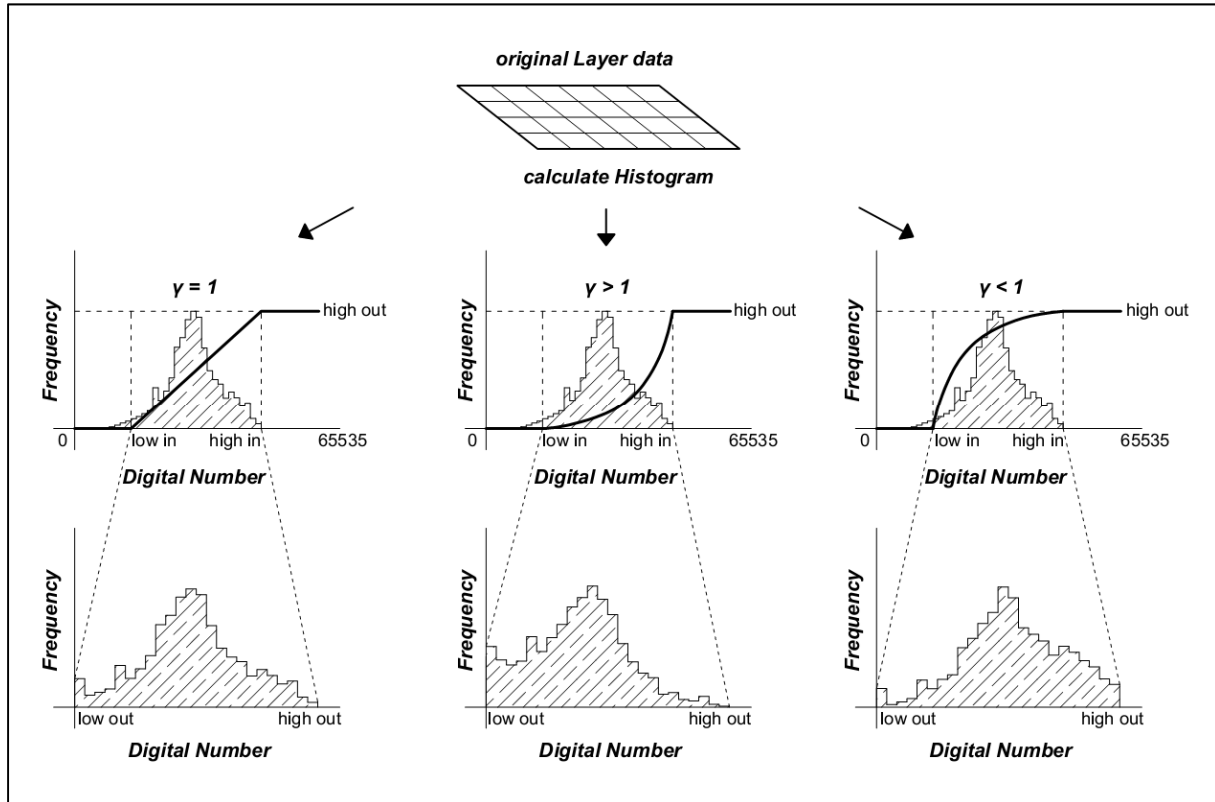 original Layer data
calculate Histogram
γ = 1
high out
Frequency
0
low in
high in
65535
Digital Number
γ > 1
high out
Frequency
0
low in
high in
65535
Digital Number
γ < 1
high out
Frequency
0
low in
high in
65535
Digital Number
Frequency
low out
high out
Digital Number
Frequency
low out
high out
Digital Number
Frequency
low out
high out
Digital Number